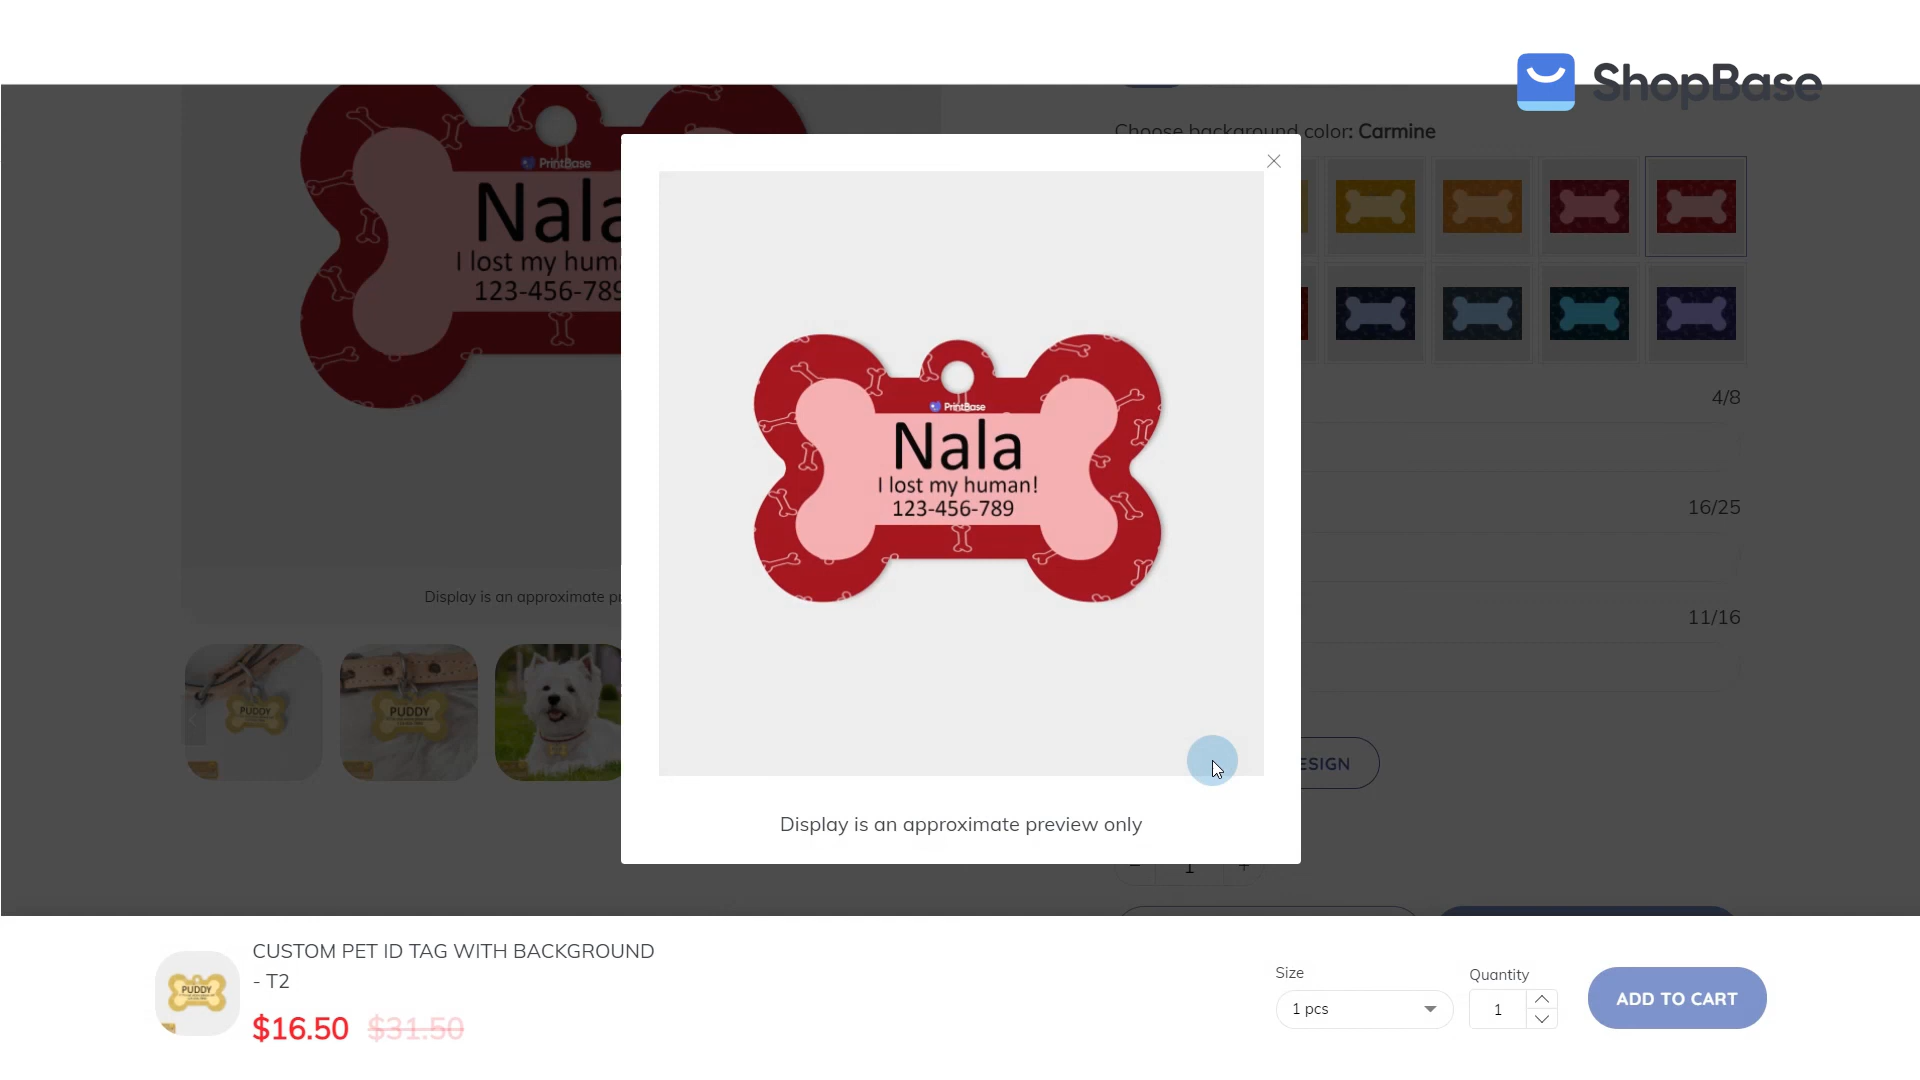 ShopBase
Choose background color: Carmine
PrintBase
Nala
I lost my huma
123-456-789
PrintBase
Nala
I lost my human!
123-456-789
4/8
16/25
11/16
Display is an approximate
PUDDY
PUDDY
ESIGN
Display is an approximate preview only
1
CUSTOM PET ID TAG WITH BACKGROUND
- T2
PUDDY
$16.50 $31.50
Size
1 pcs
Quantity
1
ADD TO CART